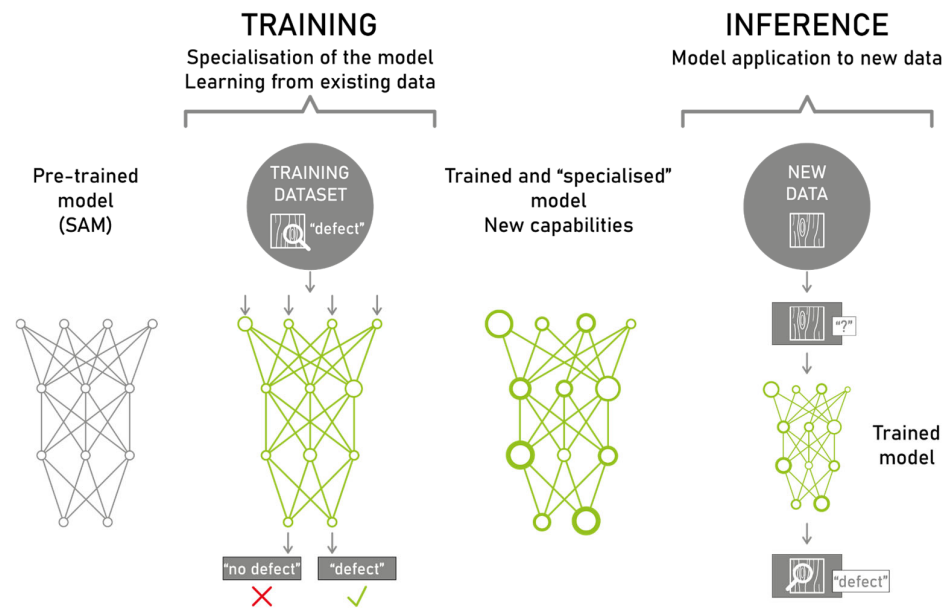 TRAINING
Specialisation of the model
Learning from existing data
INFERENCE
Model application to new data
Pre-trained
model
(SAM)
TRAINING
DATASET
“defect”
Trained and “specialised”
model
New capabilities
NEW
DATA
“?”
Trained
model
“no defect”
“defect”
“defect”